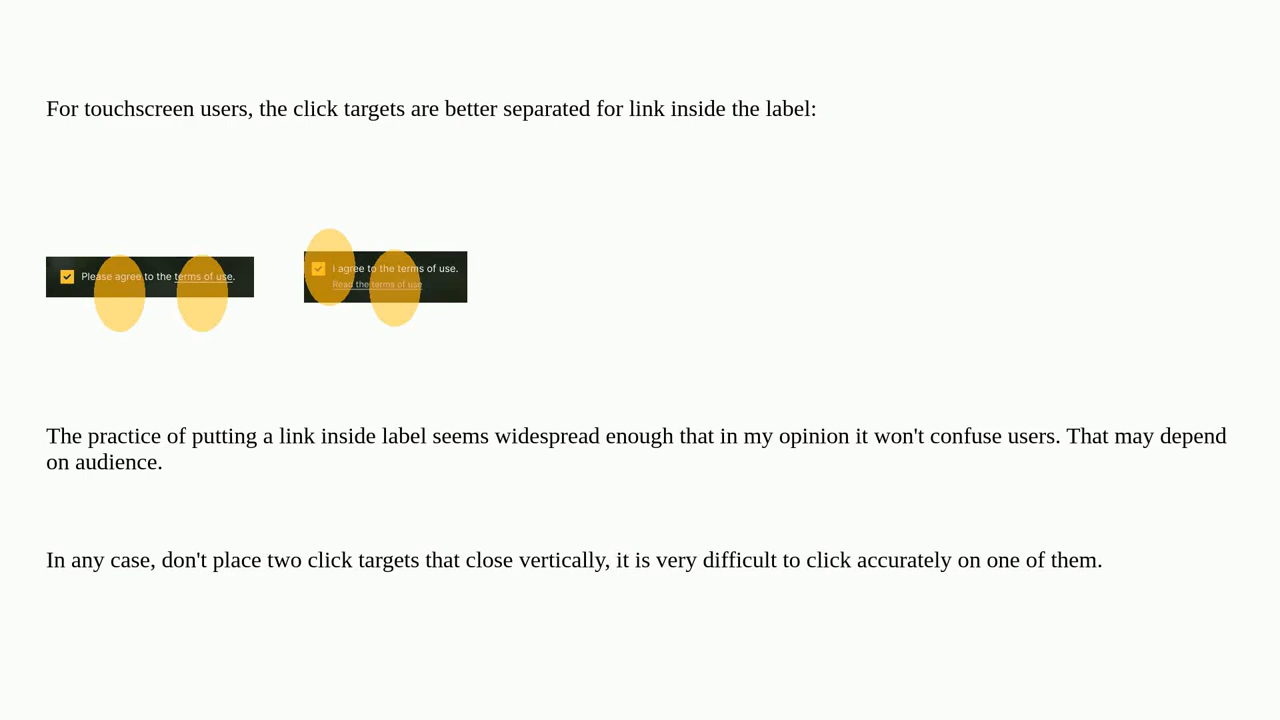 For touchscreen users, the click targets are better separated for link inside the label:
Please agree to the terms of use.
I agree to the terms of use.
Read the terms of use
The practice of putting a link inside label seems widespread enough that in my opinion it won't confuse users. That may depend
on audience.
In any case, don't place two click targets that close vertically, it is very difficult to click accurately on one of them.